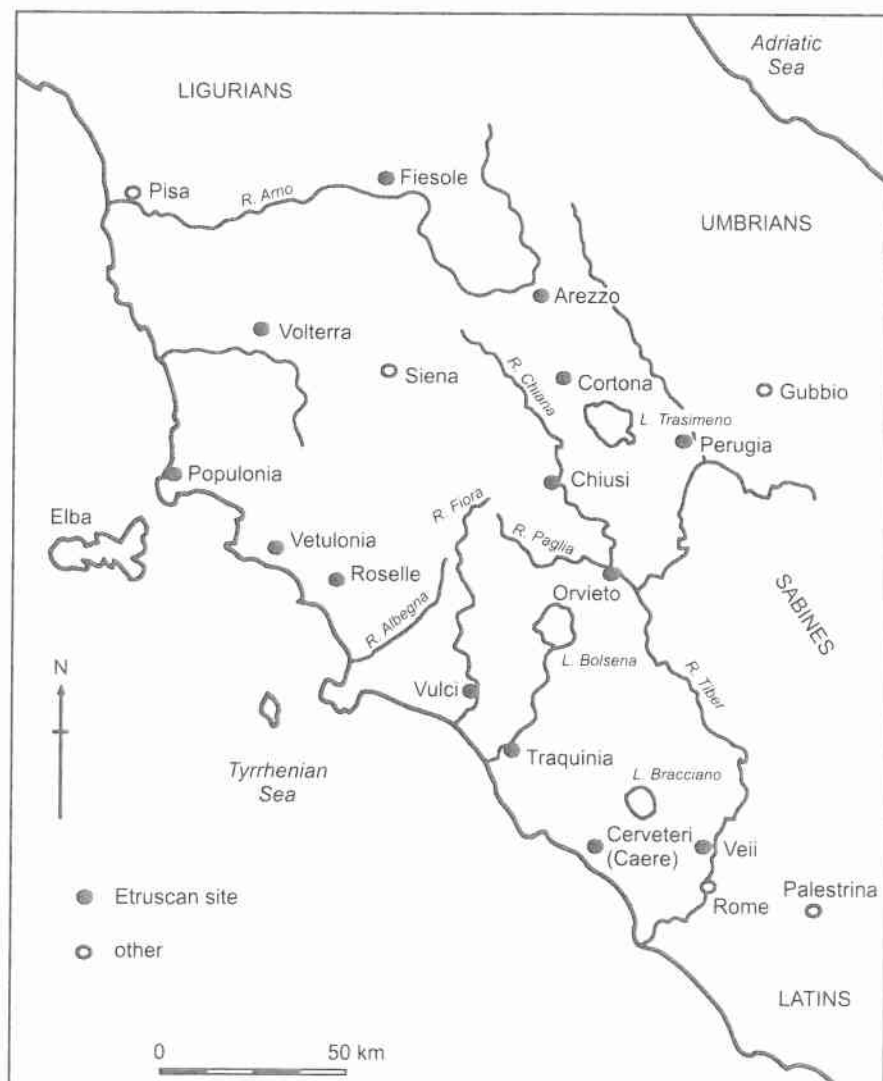 Adriatic
Sea
LIGURIANS
Pisa
R. Arno
Fiesole
UMBRIANS
Arezzo
Volterra
Siena
R. Chiana
Cortona
Gubbio
L. Trasimeno
Perugia
Populonia
Chiusi
R. Fiora
Elba
R. Paglia
Vetulonia
Roselle
Orvieto
SABINES
R. Albegna
L. Bolsena
R. Tiber
N
Vulci
Traquinia
Tyrrhenian
Sea
L. Bracciano
Cerveteri
(Caere)
Veii
Etruscan site
Rome
Palestrina
other
LATINS
0 50 km